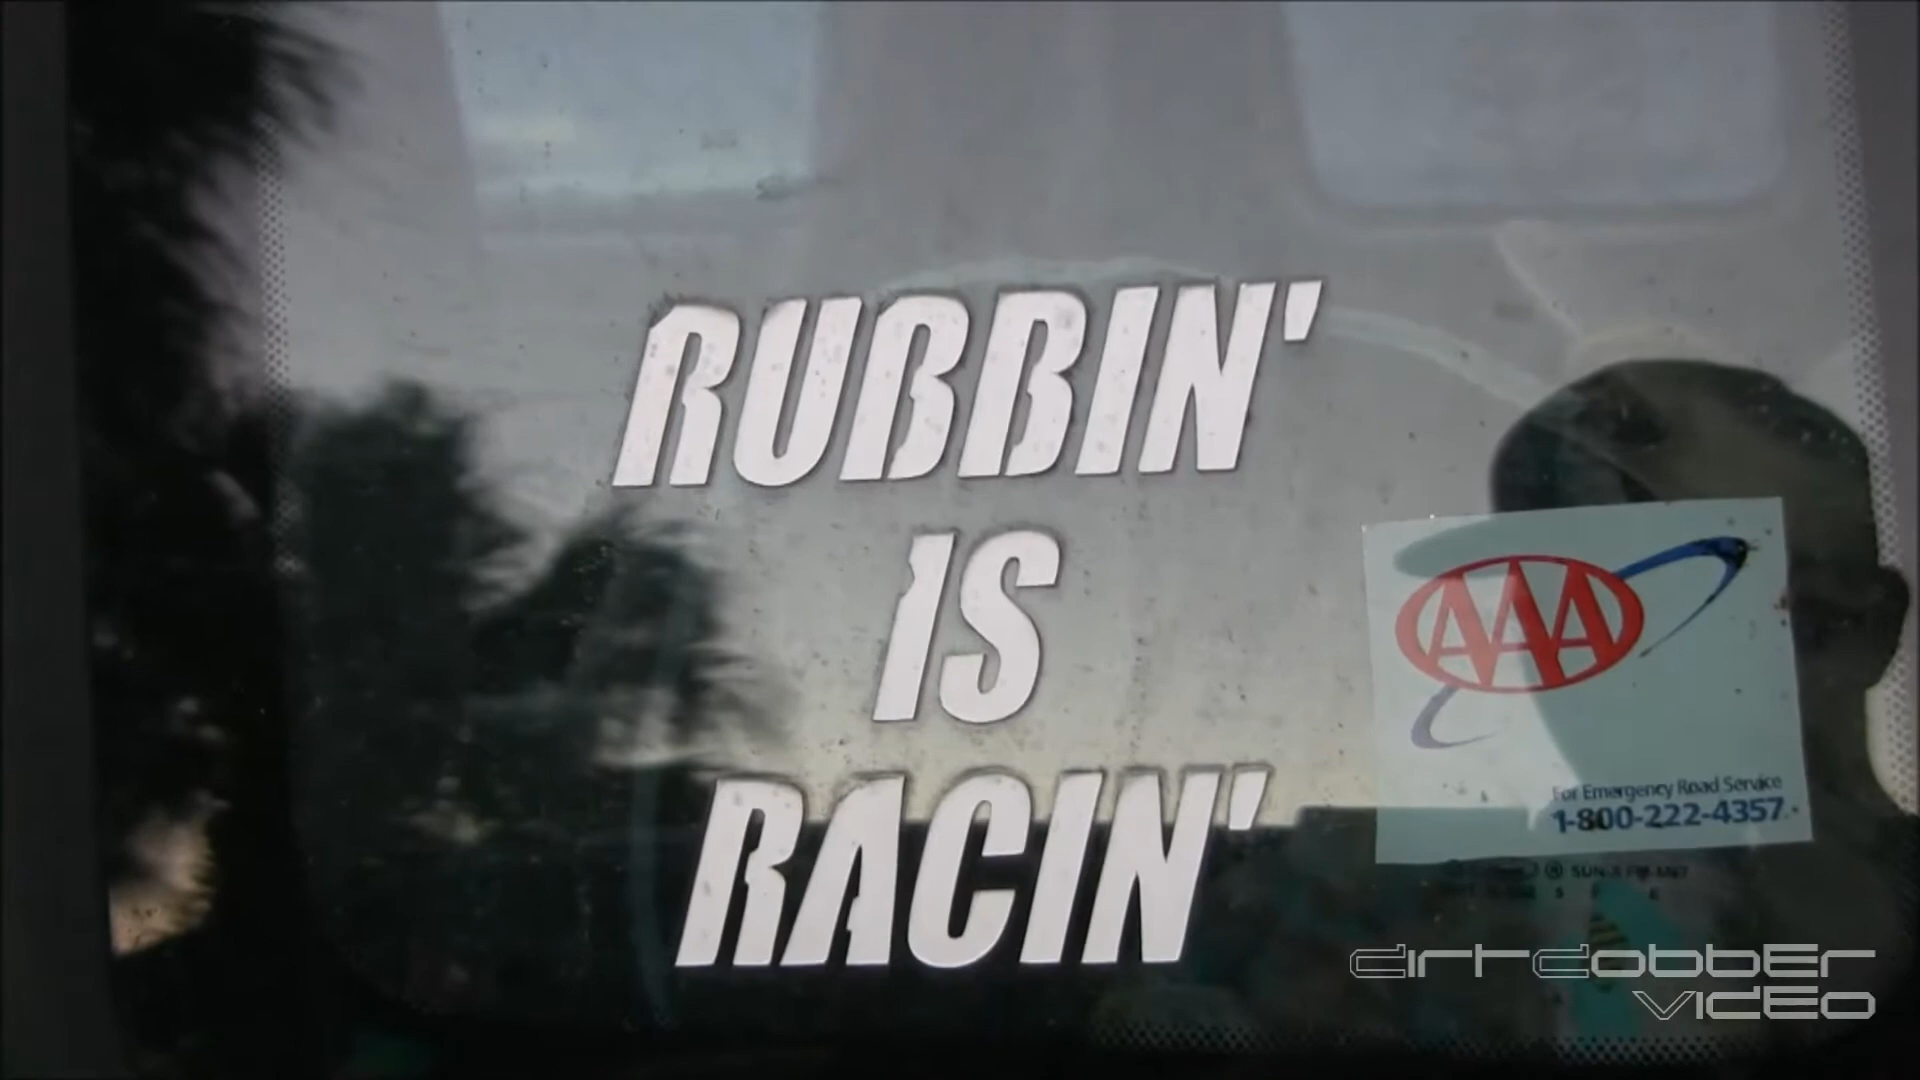 RUBBIN'
IS
RACIN'
AAA
For Emergency Road Service
1-800-222-4357
dirtdobber
video